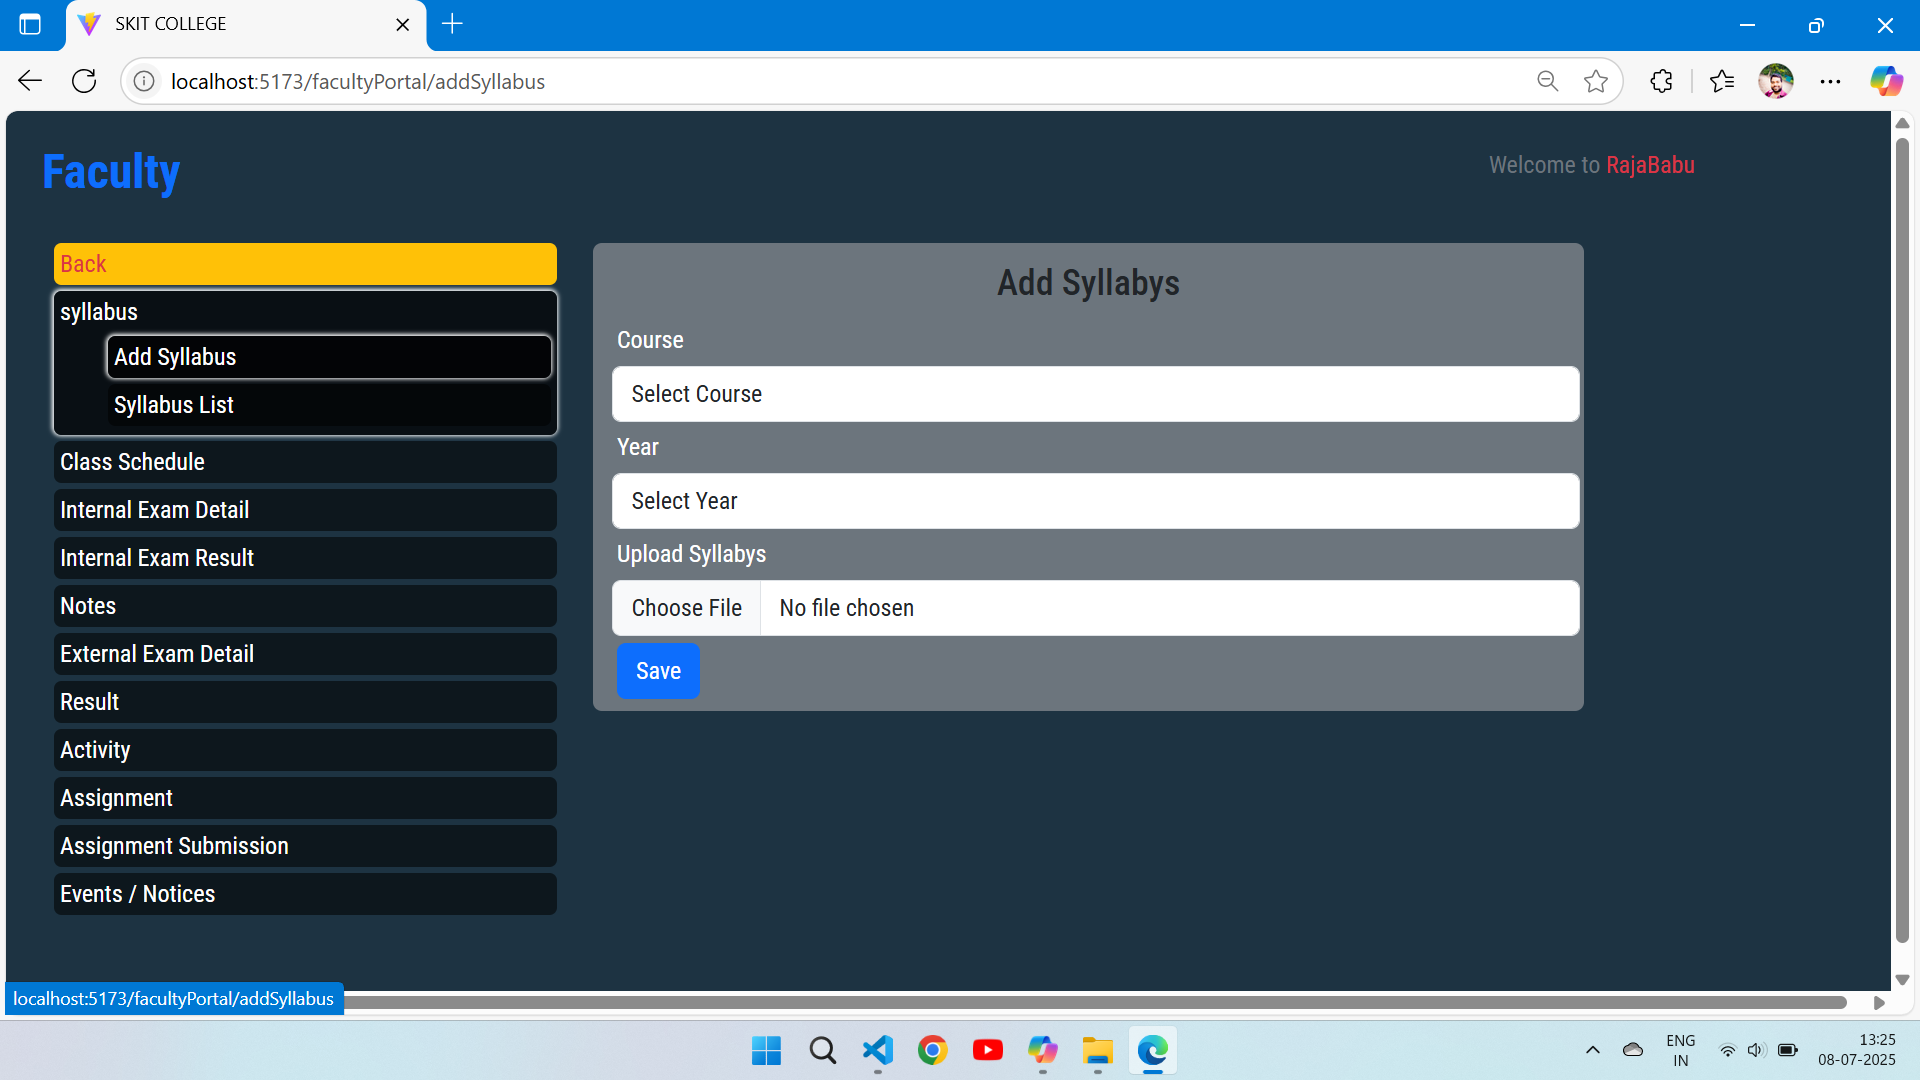 SKIT COLLEGE
localhost:5173/facultyPortal/addSyllabus
Faculty
Welcome to RajaBabu
Back
syllabus
Add Syllabus
Syllabus List
Class Schedule
Internal Exam Detail
Internal Exam Result
Notes
External Exam Detail
Result
Activity
Assignment
Assignment Submission
Events / Notices
Add Syllabys
Course
Select Course
Year
Select Year
Upload Syllabys
Choose File No file chosen
Save
localhost:5173/facultyPortal/addSyllabus
ENG
IN
13:25
08-07-2025